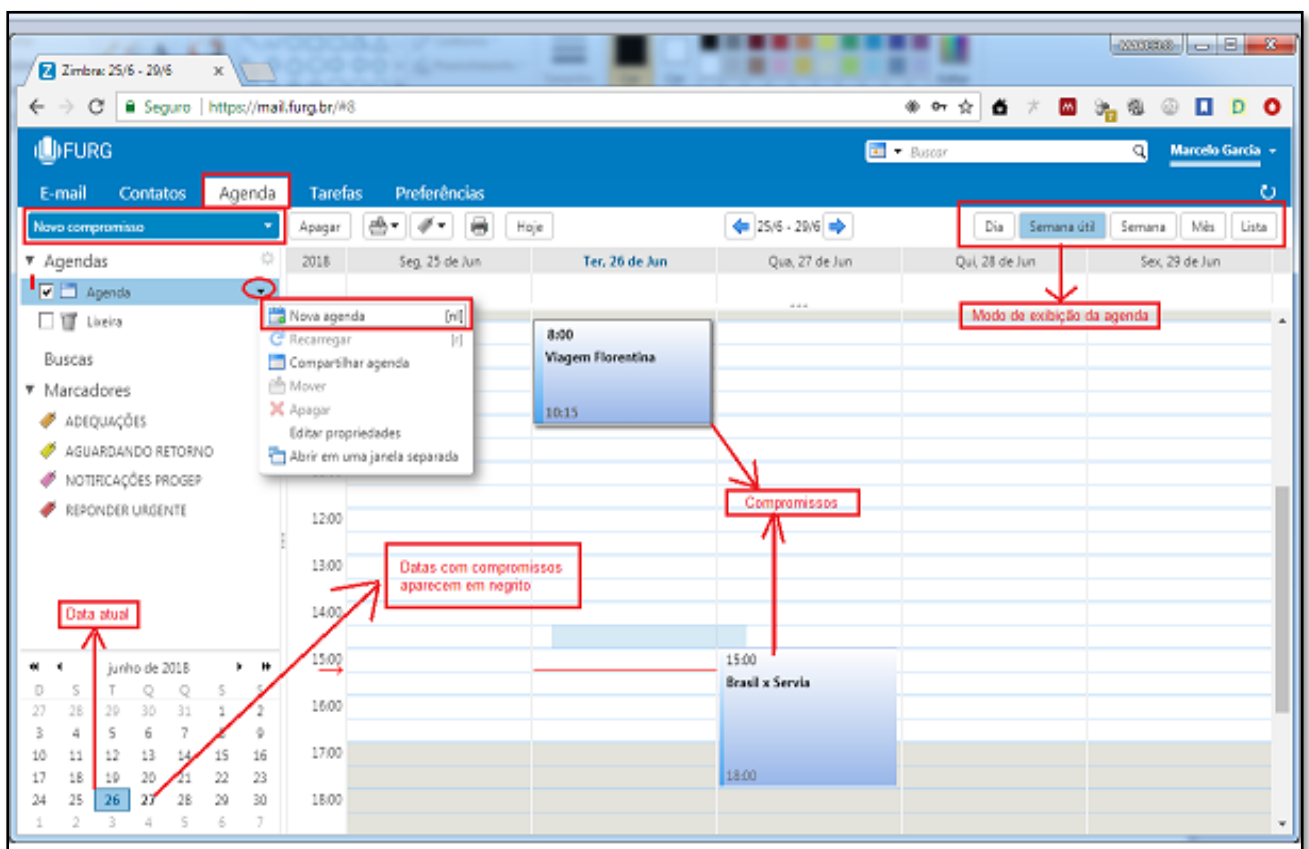 Zimbra: 25/6 - 29/6
Seguro | https://mail.furg.br/#8
FURG
Buscar
Marcelo Garcia
E-mail Contatos Agenda Tarefas Preferências
Novo compromisso Apagar Hoje 25/6 - 29/6 Dia Semana útil Semana Mês Lista
Agendas
2018 Seg, 25 de Jun Ter, 26 de Jun Qua, 27 de Jun Qui, 28 de Jun Sex, 29 de Jun
Agenda
Lixeira
Buscas
Marcadores
ADEQUAÇÕES
AGUARDANDO RETORNO
NOTIFICAÇÕES PROGEP
REPONDER URGENTE
Nova agenda [nl]
Recarregar [r]
Compartilhar agenda
Mover
Apagar
Editar propriedades
Abrir em uma janela separada
Modo de exibição da agenda
8:00
Viagem Florentina
10:15
Compromissos
12:00
13:00
14:00
15:00
16:00
17:00
18:00
Datas com compromissos
aparecem em negrito
15:00
Brasil x Servia
18:00
Data atual
junho de 2018
D S T Q Q S S
27 28 29 30 31 1 2
3 4 5 6 7 8 9
10 11 12 13 14 15 16
17 18 19 20 21 22 23
24 25 26 27 28 29 30
1 2 3 4 5 6 7